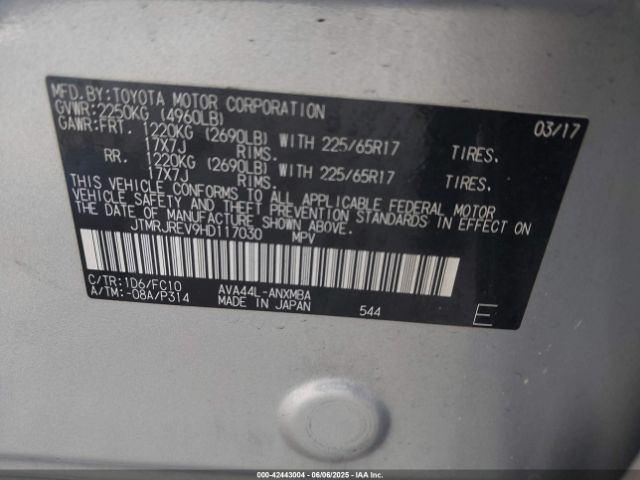 MFD.BY:TOYOTA MOTOR CORPORATION 03/17
GVWR:2250KG (4960LB)
GAWR:FRT. 1220KG (2690LB) WITH 225/65R17 TIRES.
17X7J RIMS.
RR. 1220KG (2690LB) WITH 225/65R17 TIRES.
17X7J RIMS.
THIS VEHICLE CONFORMS TO ALL APPLICABLE FEDERAL MOTOR
VEHICLE SAFETY AND THEFT PREVENTION STANDARDS IN EFFECT ON
THE DATE OF MANUFACTURE SHOWN ABOVE.
JTMRJREV9HD117030 MPV
C/TR:1D6/FC10 AVA44L-ANXMBA
A/TM:-08A/P314 MADE IN JAPAN 544 E
000-42443004 - 06/06/2025 - IAAI.com